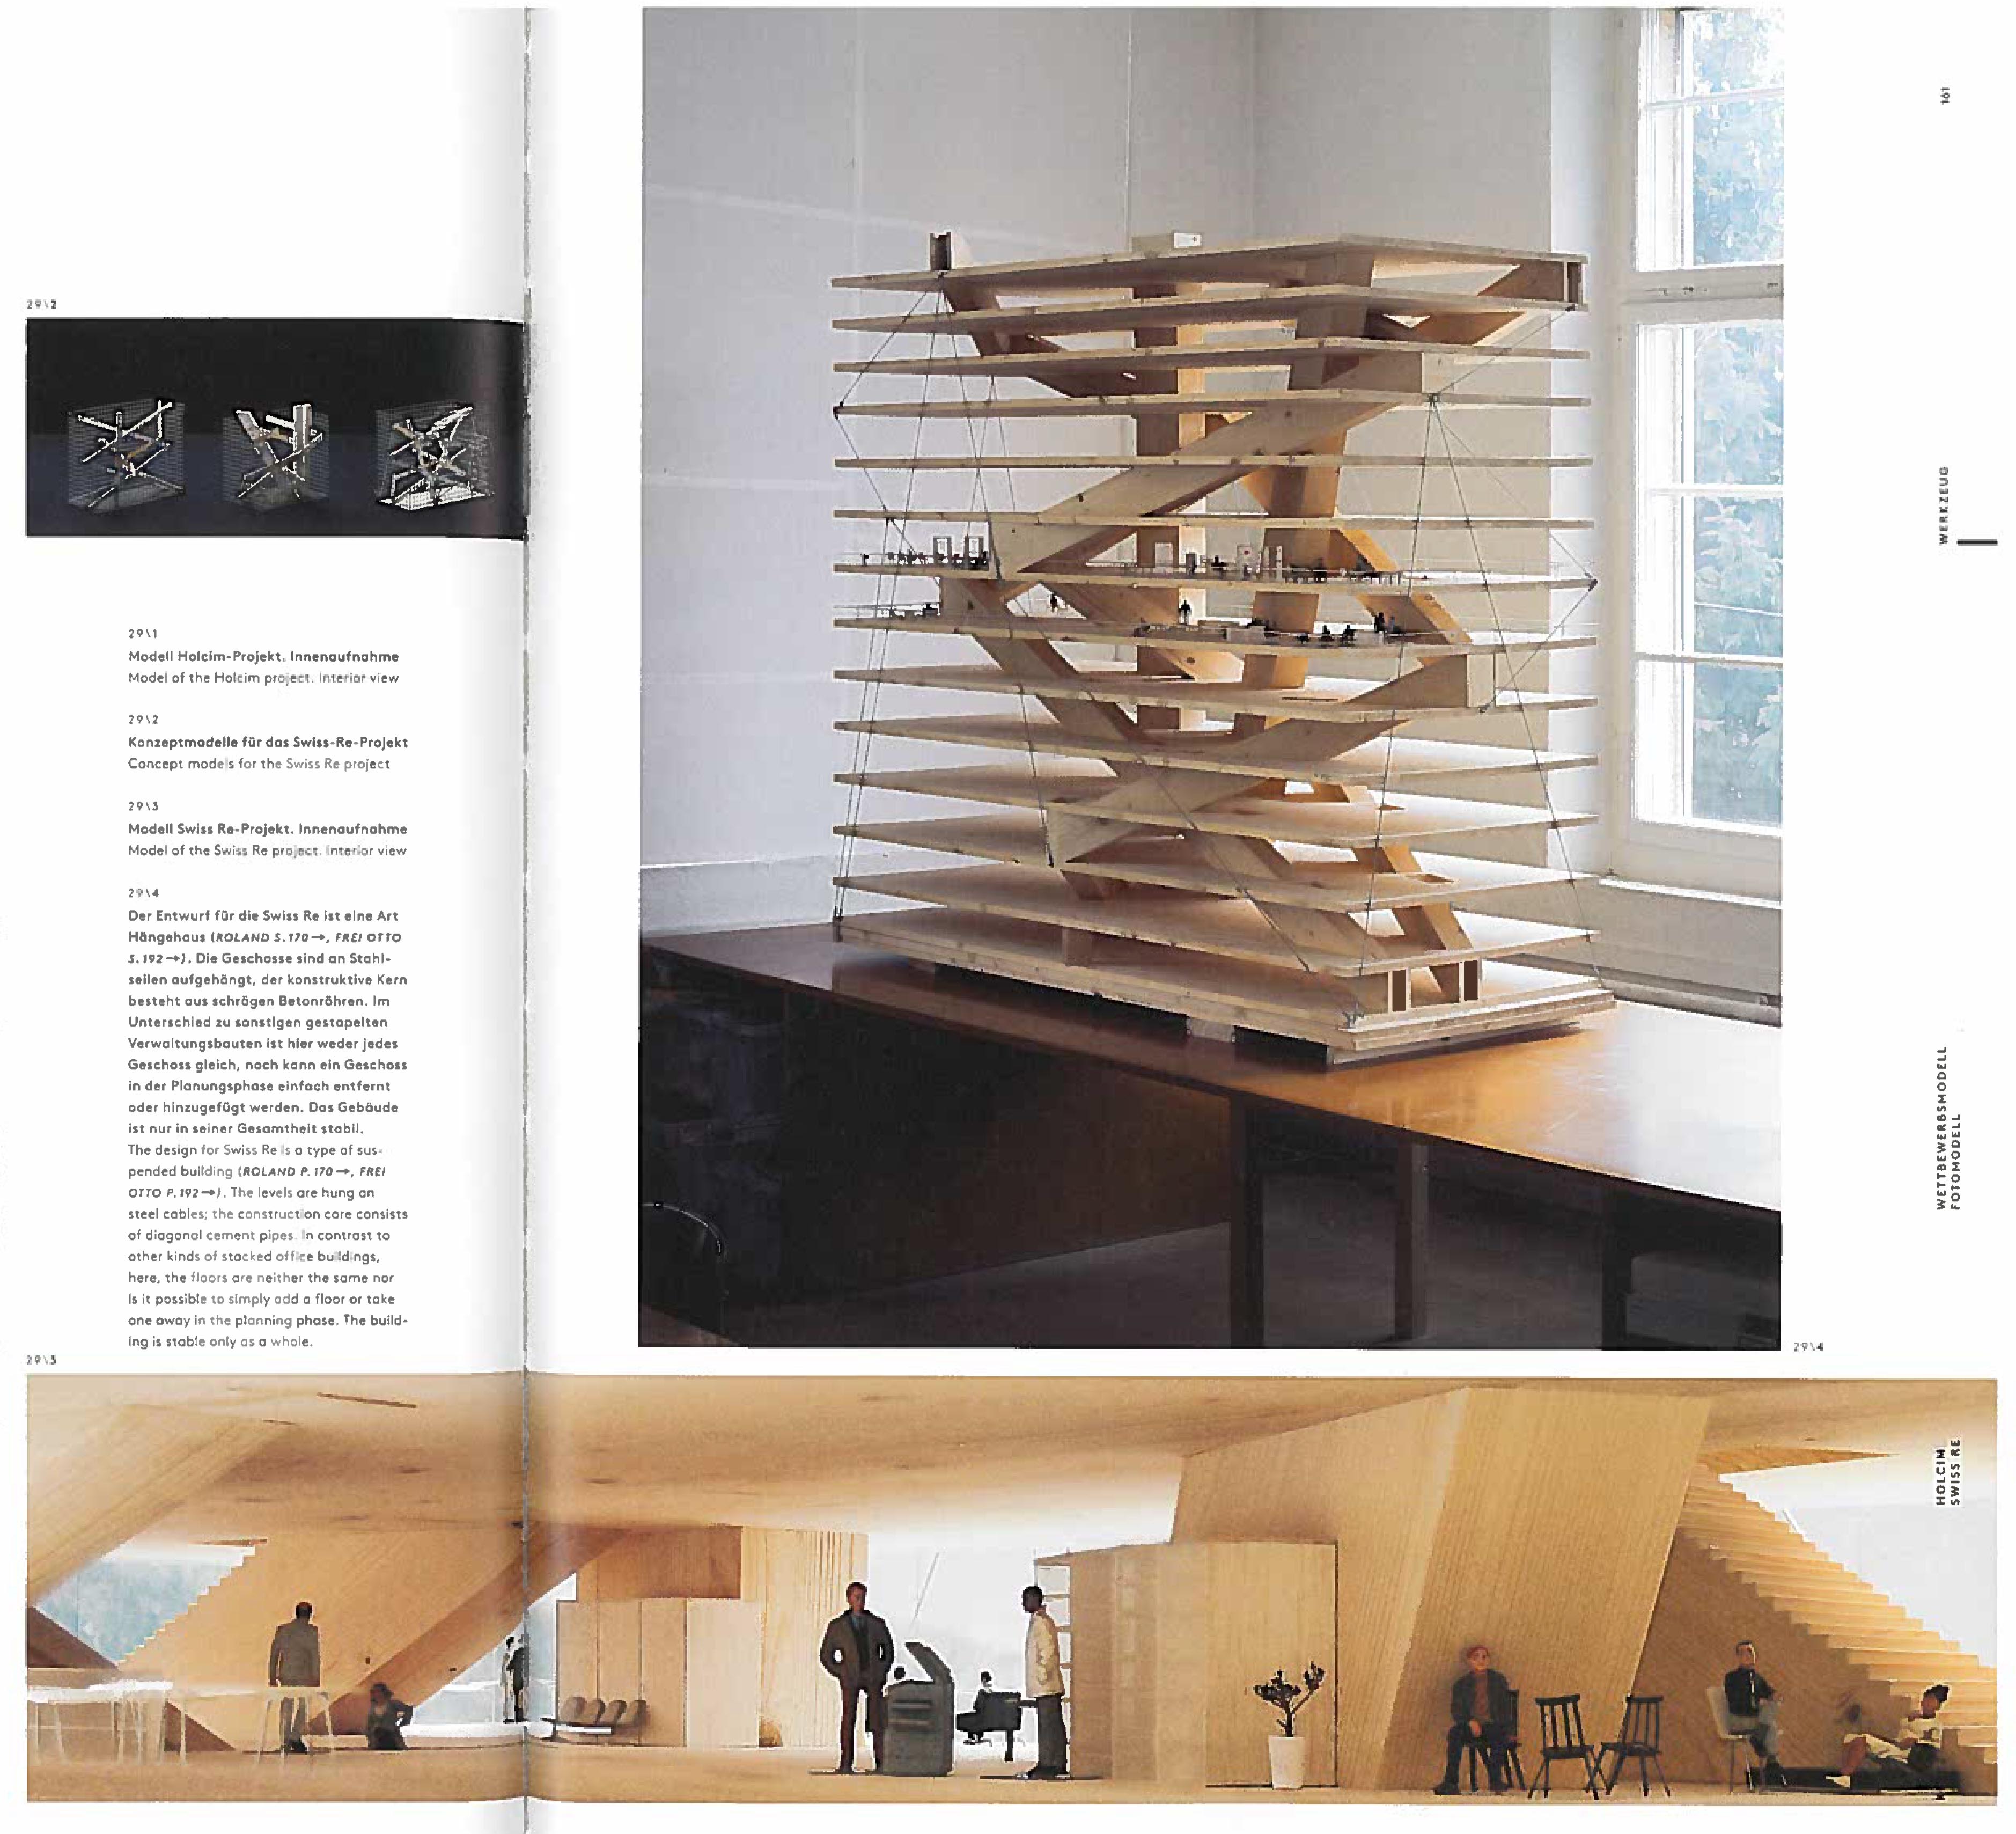 29\2
29\1
Modell Holcim-Projekt. Innenaufnahme
Model of the Holcim project. Interior view
29\2
Konzeptmodelle für das Swiss-Re-Projekt
Concept models for the Swiss Re project
29\3
Modell Swiss Re-Projekt. Innenaufnahme
Model of the Swiss Re project. Interior view
29\4
Der Entwurf für die Swiss Re ist eine Art
Hängehaus (ROLAND S. 170→, FREI OTTO
S. 192→). Die Geschosse sind an Stahl-
seilen aufgehängt, der konstruktive Kern
besteht aus schrägen Betonröhren. Im
Unterschied zu sonstigen gestapelten
Verwaltungsbauten ist hier weder jedes
Geschoss gleich, noch kann ein Geschoss
in der Planungsphase einfach entfernt
oder hinzugefügt werden. Das Gebäude
ist nur in seiner Gesamtheit stabil.
The design for Swiss Re is a type of sus-
pended building (ROLAND P. 170→, FREI
OTTO P. 192→). The levels are hung on
steel cables; the construction core consists
of diagonal cement pipes. In contrast to
other kinds of stacked office buildings,
here, the floors are neither the same nor
is it possible to simply add a floor or take
one away in the planning phase. The build-
ing is stable only as a whole.
29\3
29\4
161
WERKZEUG
WETTBEWERBSMODELL
FOTOMODELL
HOLCIM
SWISS RE